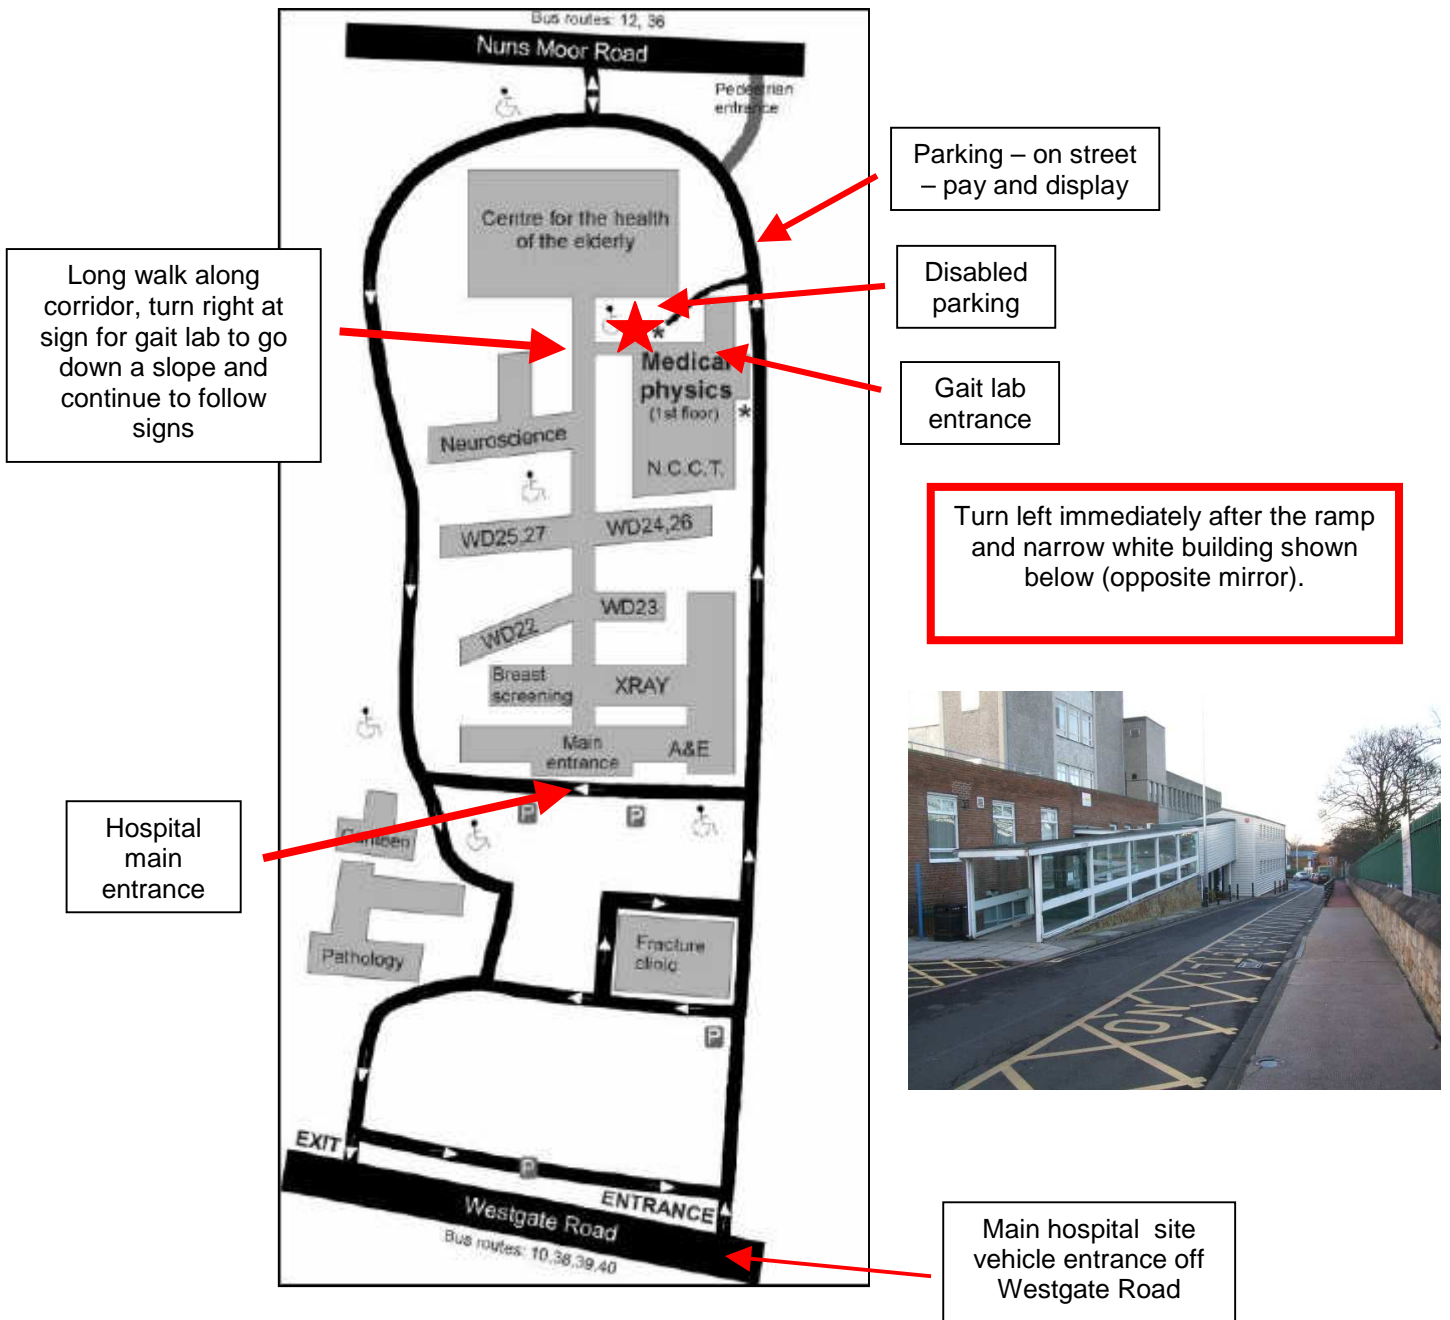 Bus routes: 12, 36
Nuns Moor Road
Pedestrian
entrance
Parking – on street
– pay and display
Centre for the health
of the elderly
Long walk along
corridor, turn right at
sign for gait lab to go
down a slope and
continue to follow
signs
Disabled
parking
*
Medical
physics
(1st floor)
*
Gait lab
entrance
Neuroscience
N.C.C.T.
WD25,27
WD24,26
Turn left immediately after the ramp
and narrow white building shown
below (opposite mirror).
WD23
WD22
Breast
screening
XRAY
Main
entrance
A&E
P
P
Hospital
main
entrance
Canteen
Pathology
Fracture
clinic
P
EXIT
P
ENTRANCE
Westgate Road
Bus routes: 10,38,39,40
Main hospital site
vehicle entrance off
Westgate Road
NO